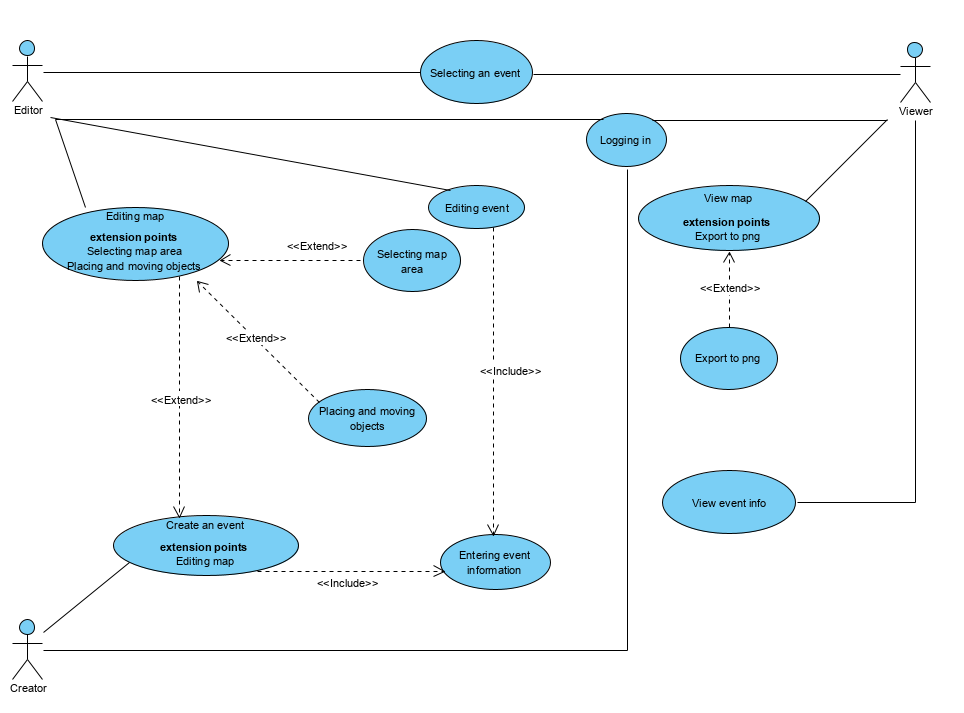 Selecting an event
Editor
Viewer
Logging in
View map
extension points
Export to png
Editing event
Editing map
extension points
Selecting map area
Placing and moving objects
<<Extend>>
Selecting map
area
<<Extend>>
<<Extend>>
Export to png
<<Include>>
<<Extend>>
Placing and moving
objects
View event info
Create an event
extension points
Editing map
Entering event
information
<<Include>>
Creator